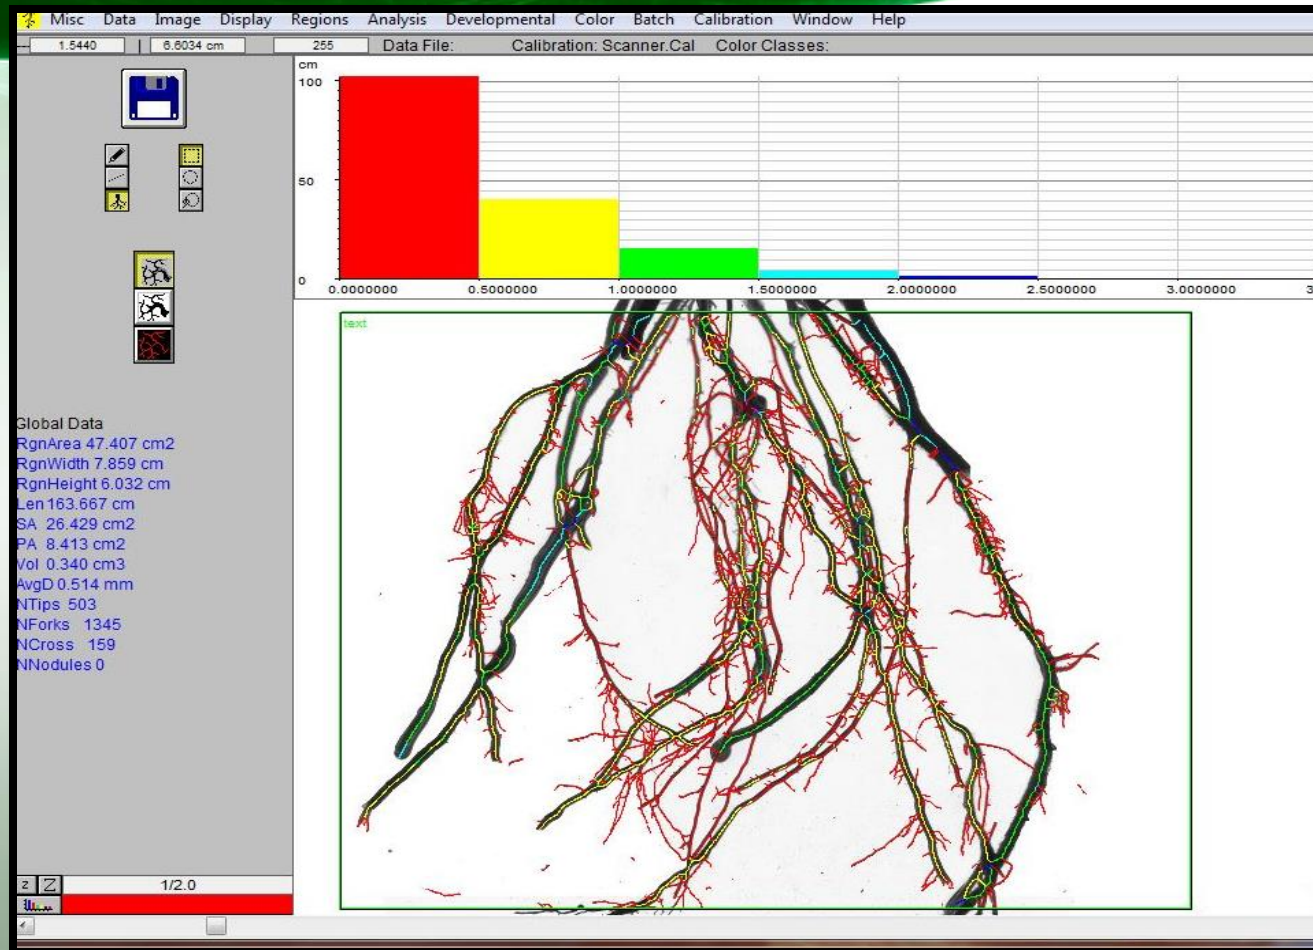 Misc Data Image Display Regions Analysis Developmental Color Batch Calibration Window Help
1.5440 6.6034 cm 255 Data File: Calibration: Scanner.Cal Color Classes:
cm
100
50
0
0.0000000 0.5000000 1.0000000 1.5000000 2.0000000 2.5000000 3.0000000
text
Global Data
RgnArea 47.407 cm2
RgnWidth 7.859 cm
RgnHeight 6.032 cm
Len 163.667 cm
SA 26.429 cm2
PA 8.413 cm2
Vol 0.340 cm3
AvgD 0.514 mm
NTips 503
NForks 1345
NCross 159
NNodules 0
z Z 1/2.0